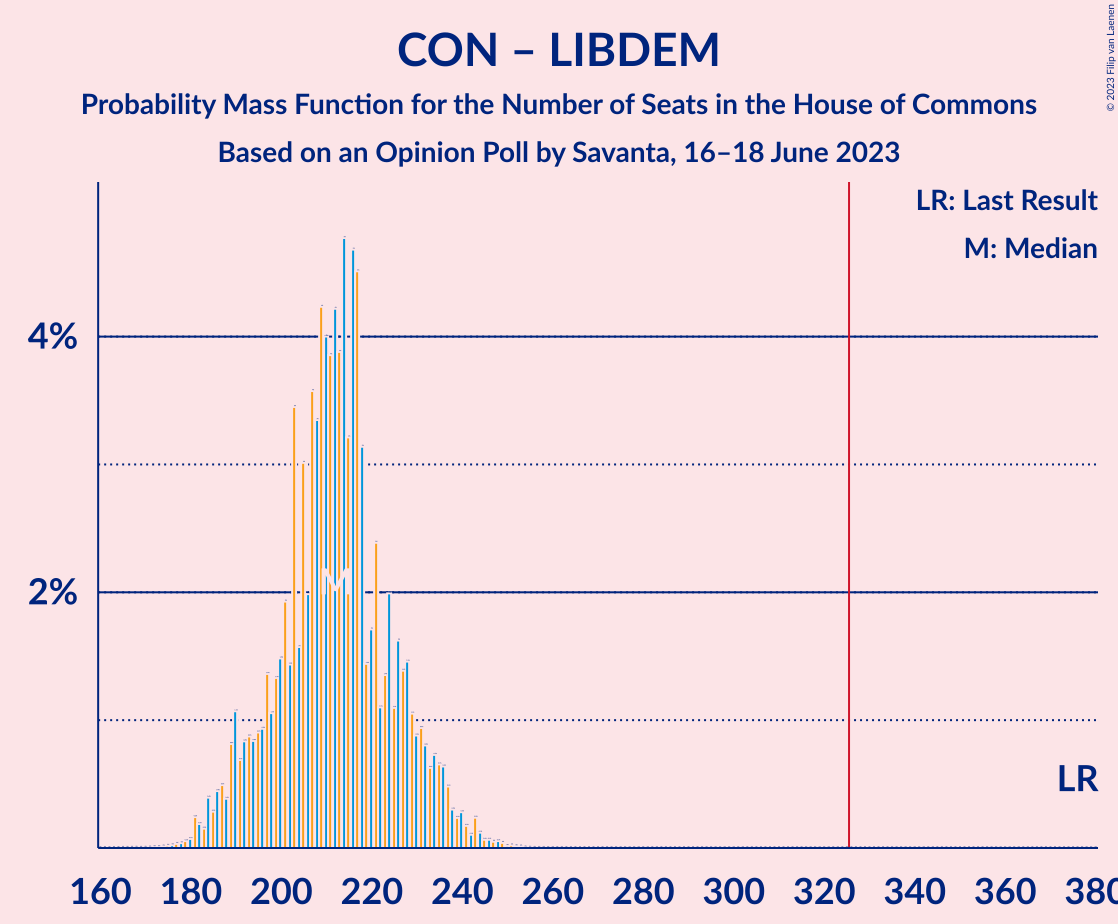 CON – LIBDEM
Probability Mass Function for the Number of Seats in the House of Commons
Based on an Opinion Poll by Savanta, 16–18 June 2023
© 2023 Filip van Laenen
LR: Last Result
M: Median
4%
2%
M
LR
160 180 200 220 240 260 280 300 320 340 360 380